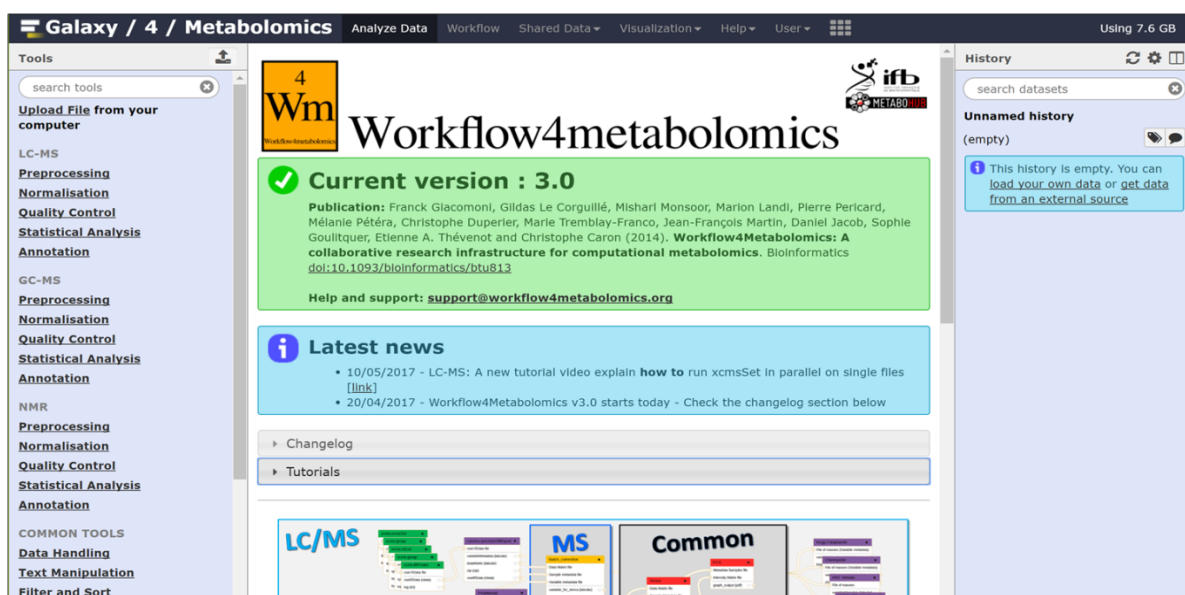 Galaxy / 4 / Metabolomics Analyze Data Workflow Shared Data Visualization Help User Using 7.6 GB
Tools
search tools
Upload File from your
computer
LC-MS
Preprocessing
Normalisation
Quality Control
Statistical Analysis
Annotation
GC-MS
Preprocessing
Normalisation
Quality Control
Statistical Analysis
Annotation
NMR
Preprocessing
Normalisation
Quality Control
Statistical Analysis
Annotation
COMMON TOOLS
Data Handling
Text Manipulation
Filter and Sort
4
Wm
Workflow4metabolomics
ifb
METABOHUB
Workflow4metabolomics
Current version : 3.0
Publication: Franck Giacomoni, Gildas Le Corguillé, Misharl Monsoor, Marion Landi, Pierre Pericard,
Mélanie Pétéra, Christophe Duperier, Marie Tremblay-Franco, Jean-François Martin, Daniel Jacob, Sophie
Goulitquer, Etienne A. Thévenot and Christophe Caron (2014). Workflow4Metabolomics: A
collaborative research infrastructure for computational metabolomics. Bioinformatics
doi:10.1093/bioinformatics/btu813
Help and support: support@workflow4metabolomics.org
Latest news
• 10/05/2017 - LC-MS: A new tutorial video explain how to run xcmsSet in parallel on single files
[link]
• 20/04/2017 - Workflow4Metabolomics v3.0 starts today - Check the changelog section below
Changelog
Tutorials
LC/MS
MS
Common
History
search datasets
Unnamed history
(empty)
This history is empty. You can
load your own data or get data
from an external source